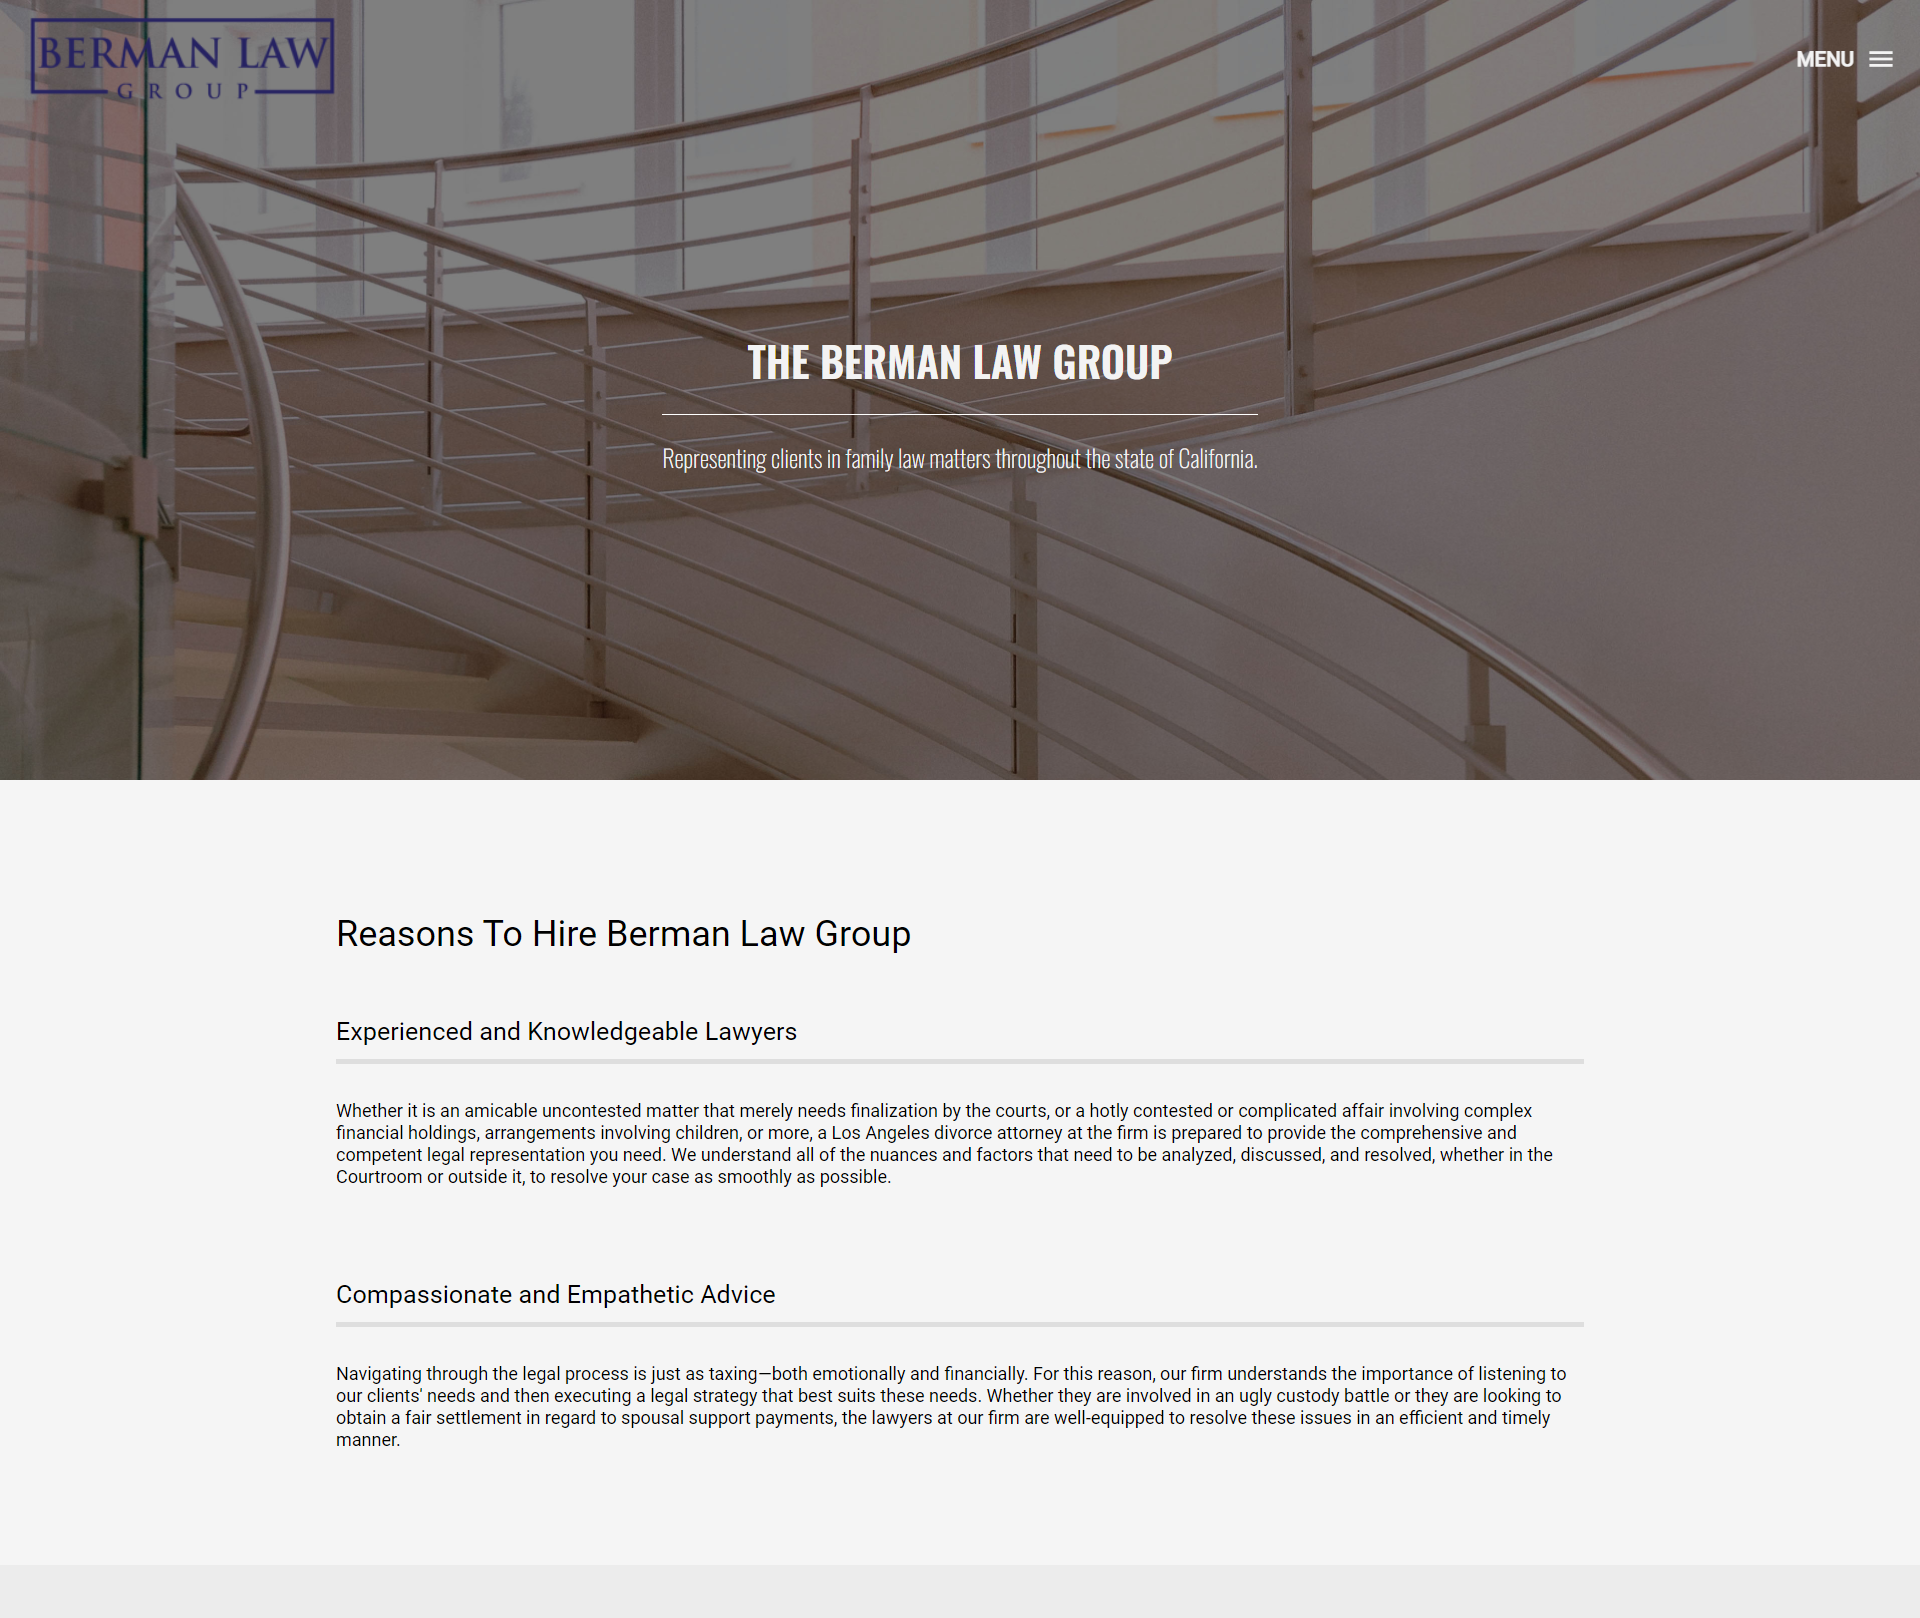 BERMAN LAW
GROUP
MENU
THE BERMAN LAW GROUP
Representing clients in family law matters throughout the state of California.
Reasons To Hire Berman Law Group
Experienced and Knowledgeable Lawyers
Whether it is an amicable uncontested matter that merely needs finalization by the courts, or a hotly contested or complicated affair involving complex
financial holdings, arrangements involving children, or more, a Los Angeles divorce attorney at the firm is prepared to provide the comprehensive and
competent legal representation you need. We understand all of the nuances and factors that need to be analyzed, discussed, and resolved, whether in the
Courtroom or outside it, to resolve your case as smoothly as possible.
Compassionate and Empathetic Advice
Navigating through the legal process is just as taxing—both emotionally and financially. For this reason, our firm understands the importance of listening to
our clients' needs and then executing a legal strategy that best suits these needs. Whether they are involved in an ugly custody battle or they are looking to
obtain a fair settlement in regard to spousal support payments, the lawyers at our firm are well-equipped to resolve these issues in an efficient and timely
manner.